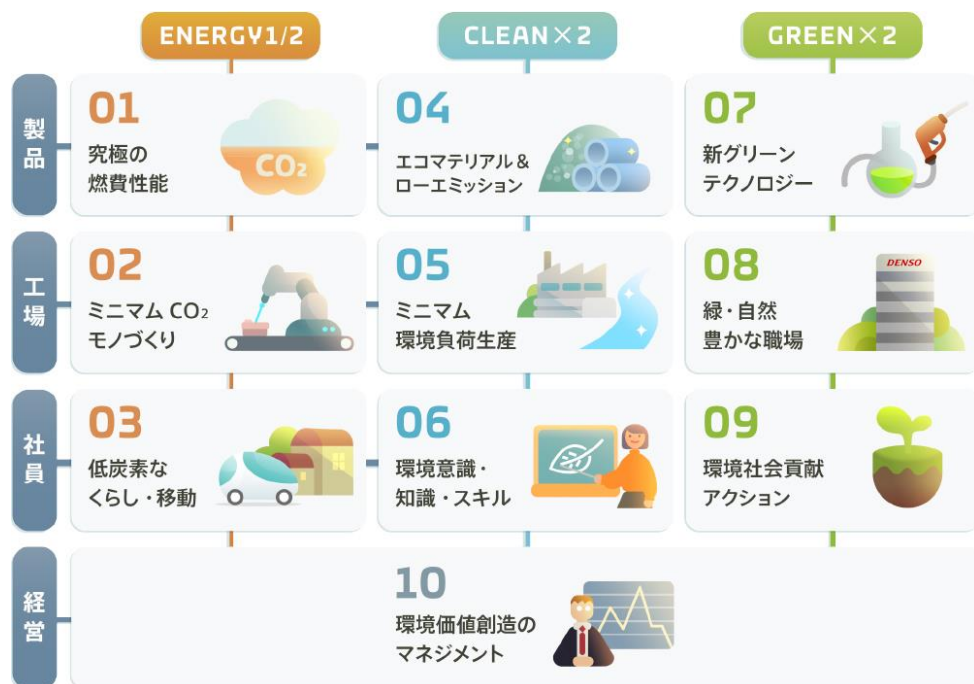 ENERGY1/2
CLEAN×2
GREEN×2
製品
01
究極の
燃費性能
CO₂
04
エコマテリアル&
ローエミッション
07
新グリーン
テクノロジー
工場
02
ミニマム CO₂
モノづくり
05
ミニマム
環境負荷生産
08
緑・自然
豊かな職場
DENSO
社員
03
低炭素な
くらし・移動
06
環境意識・
知識・スキル
09
環境社会貢献
アクション
経営
10
環境価値創造の
マネジメント